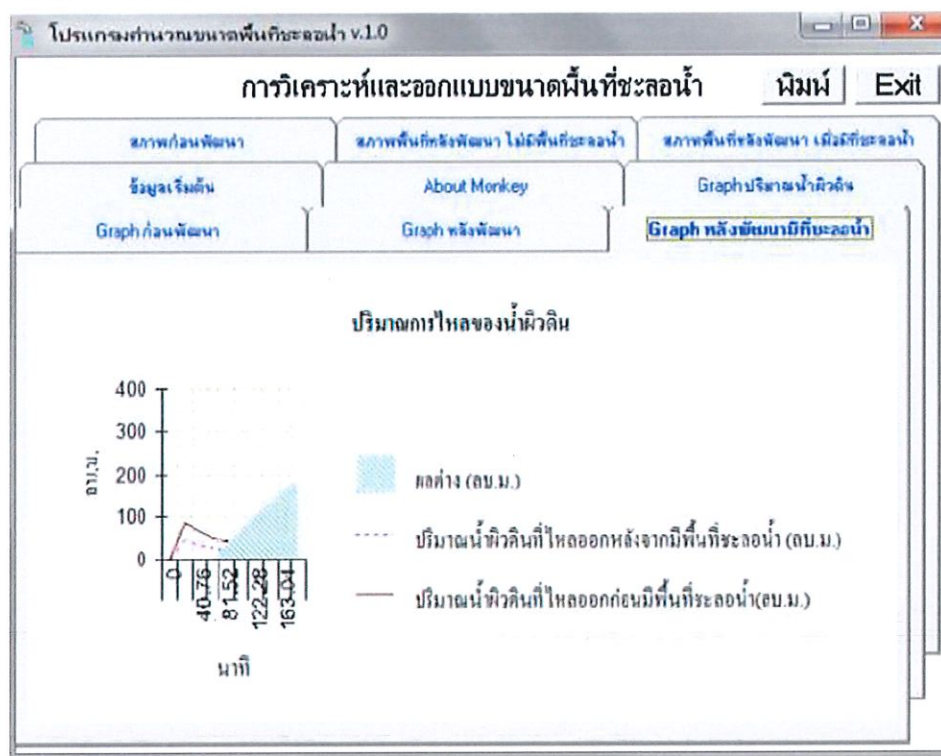 โปรแกรมคำนวณขนาดพื้นที่ชะลอน้ำ v.1.0
การวิเคราะห์และออกแบบขนาดพื้นที่ชะลอน้ำ พิมพ์ Exit
สภาพก่อนพัฒนา สภาพพื้นที่หลังพัฒนา ไม่มีพื้นที่ชะลอน้ำ สภาพพื้นที่หลังพัฒนา เมื่อมีที่ชะลอน้ำ
ข้อมูลเริ่มต้น About Monkey Graph ปริมาณน้ำผิวดิน
Graph ก่อนพัฒนา Graph หลังพัฒนา Graph หลังพัฒนามีที่ชะลอน้ำ
ปริมาณการไหลของน้ำผิวดิน
400
300
200
100
0
0 40.76 81.52 122.28 163.04
นาที
ผลต่าง (ลบ.ม.)
ปริมาณน้ำผิวดินที่ไหลออกหลังจากมีพื้นที่ชะลอน้ำ (ลบ.ม.)
ปริมาณน้ำผิวดินที่ไหลออกก่อนมีพื้นที่ชะลอน้ำ(ลบ.ม.)